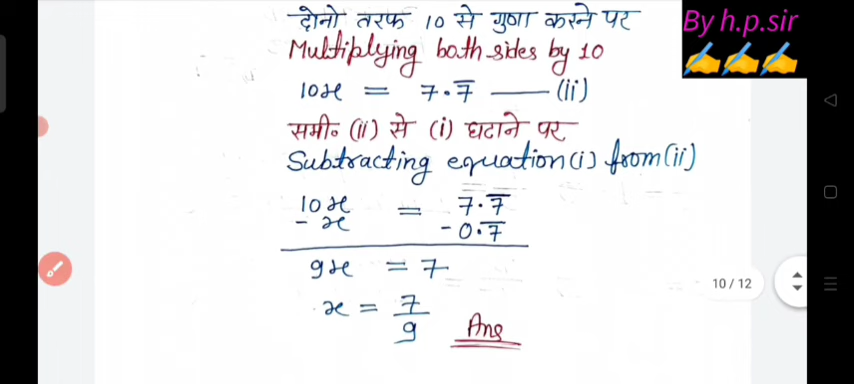 दोनो तरफ 10 से गुणा करने पर
By h.p.sir
✍️✍️✍️
Multiplying both sides by 10
10x = 7.7̅ —— (ii)
समी० (ii) से (i) घटाने पर
Subtracting equation(i) from(ii)
10x = 7.7̅
- x - 0.7̅
9x = 7
x = 7/9 Ans
10 / 12